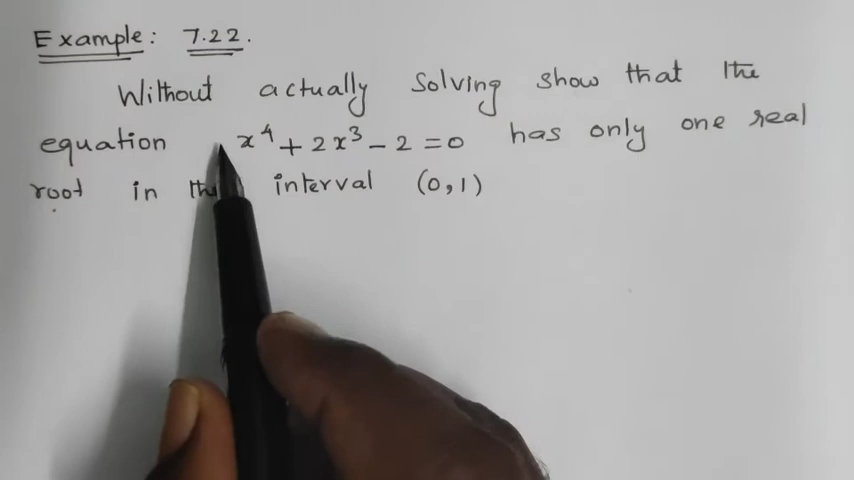 Example: 7.22.
Without actually Solving show that the
equation x⁴ + 2x³ - 2 = 0 has only one real
root in the interval (0,1)